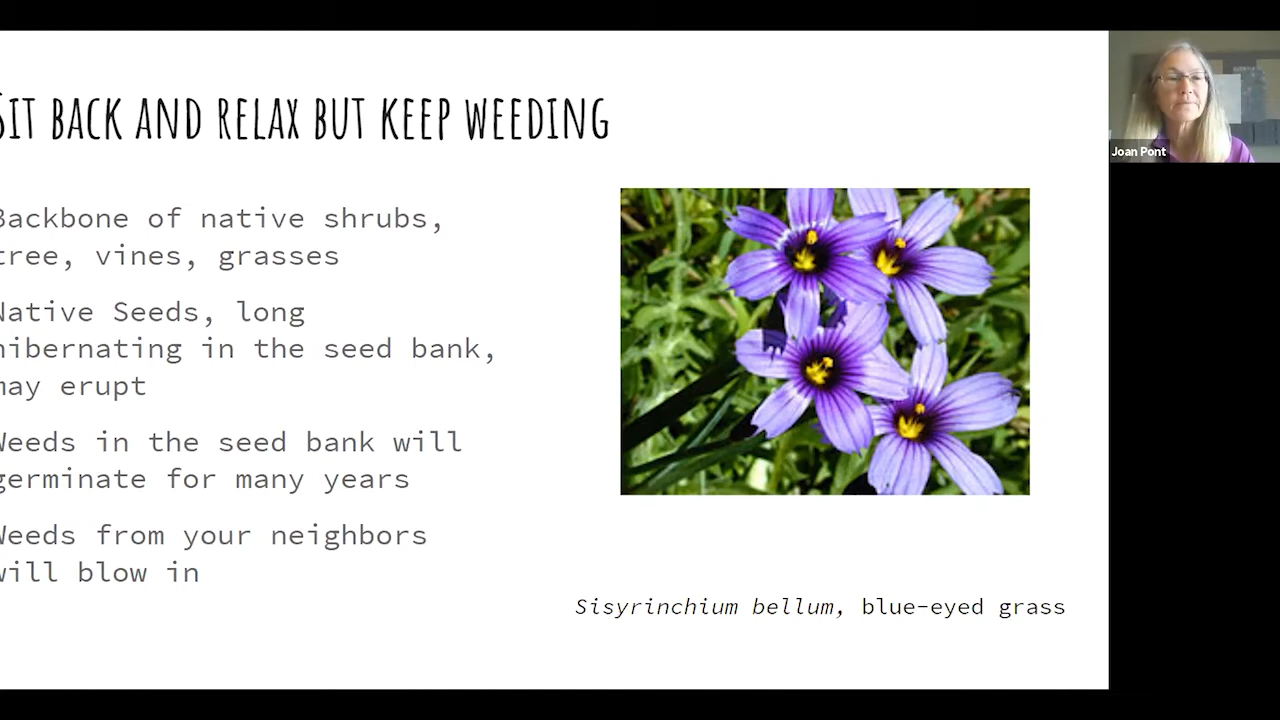 SIT BACK AND RELAX BUT KEEP WEEDING
Backbone of native shrubs,
tree, vines, grasses
Native Seeds, long
hibernating in the seed bank,
may erupt
Weeds in the seed bank will
germinate for many years
Weeds from your neighbors
will blow in
Sisyrinchium bellum, blue-eyed grass
Joan Pont